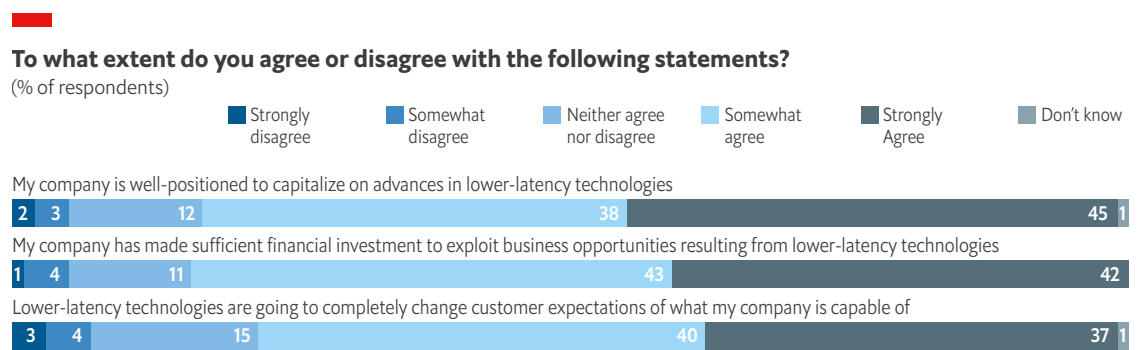 To what extent do you agree or disagree with the following statements?
(% of respondents)
Strongly disagree
Somewhat disagree
Neither agree nor disagree
Somewhat agree
Strongly Agree
Don't know
My company is well-positioned to capitalize on advances in lower-latency technologies
2 3 12 38 45 1
My company has made sufficient financial investment to exploit business opportunities resulting from lower-latency technologies
1 4 11 43 42
Lower-latency technologies are going to completely change customer expectations of what my company is capable of
3 4 15 40 37 1